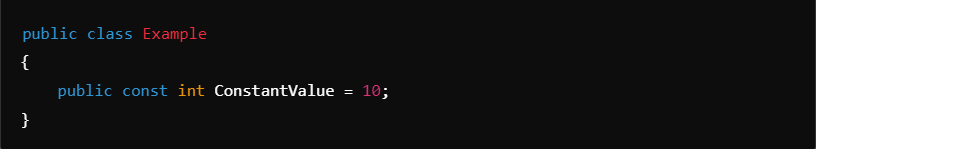 public class Example
{
    public const int ConstantValue = 10;
}